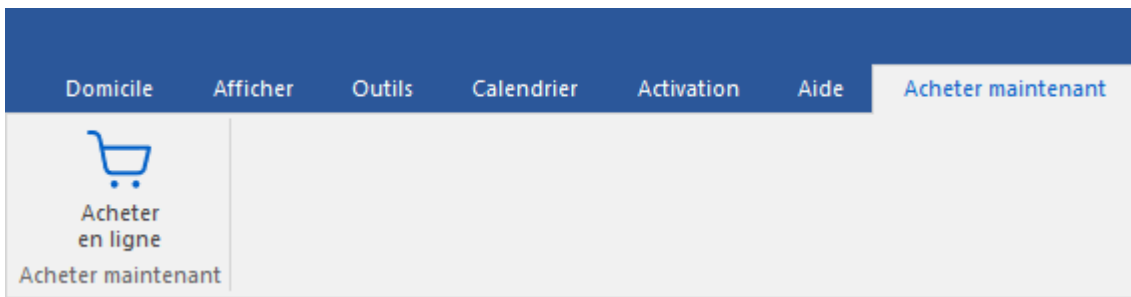 Domicile Afficher Outils Calendrier Activation Aide Acheter maintenant
Acheter
en ligne
Acheter maintenant